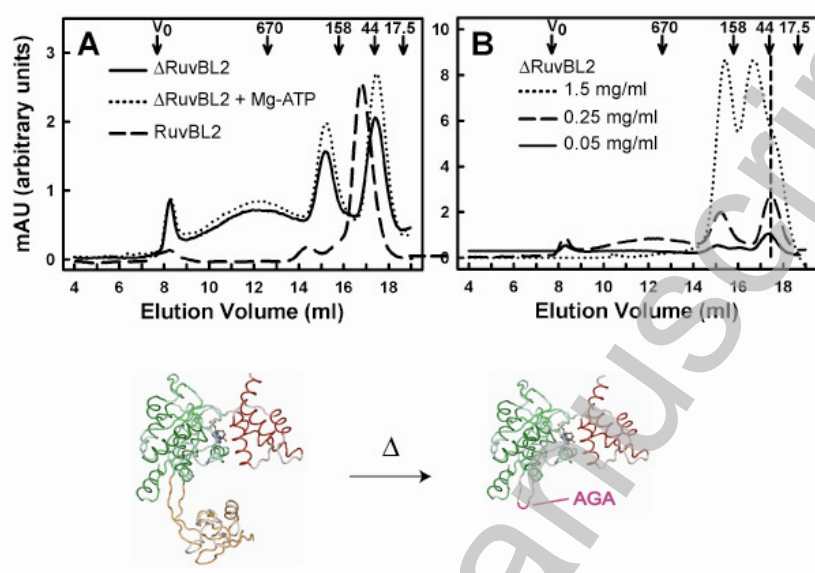 A
V0 670 158 44 17.5
ΔRuvBL2
ΔRuvBL2 + Mg-ATP
RuvBL2
3
2
1
0
mAU (arbitrary units)
4 6 8 10 12 14 16 18
Elution Volume (ml)
B
V0 670 158 44 17.5
ΔRuvBL2
1.5 mg/ml
0.25 mg/ml
0.05 mg/ml
10
8
6
4
2
0
4 6 8 10 12 14 16 18
Elution Volume (ml)
Δ
AGA
anuscrip